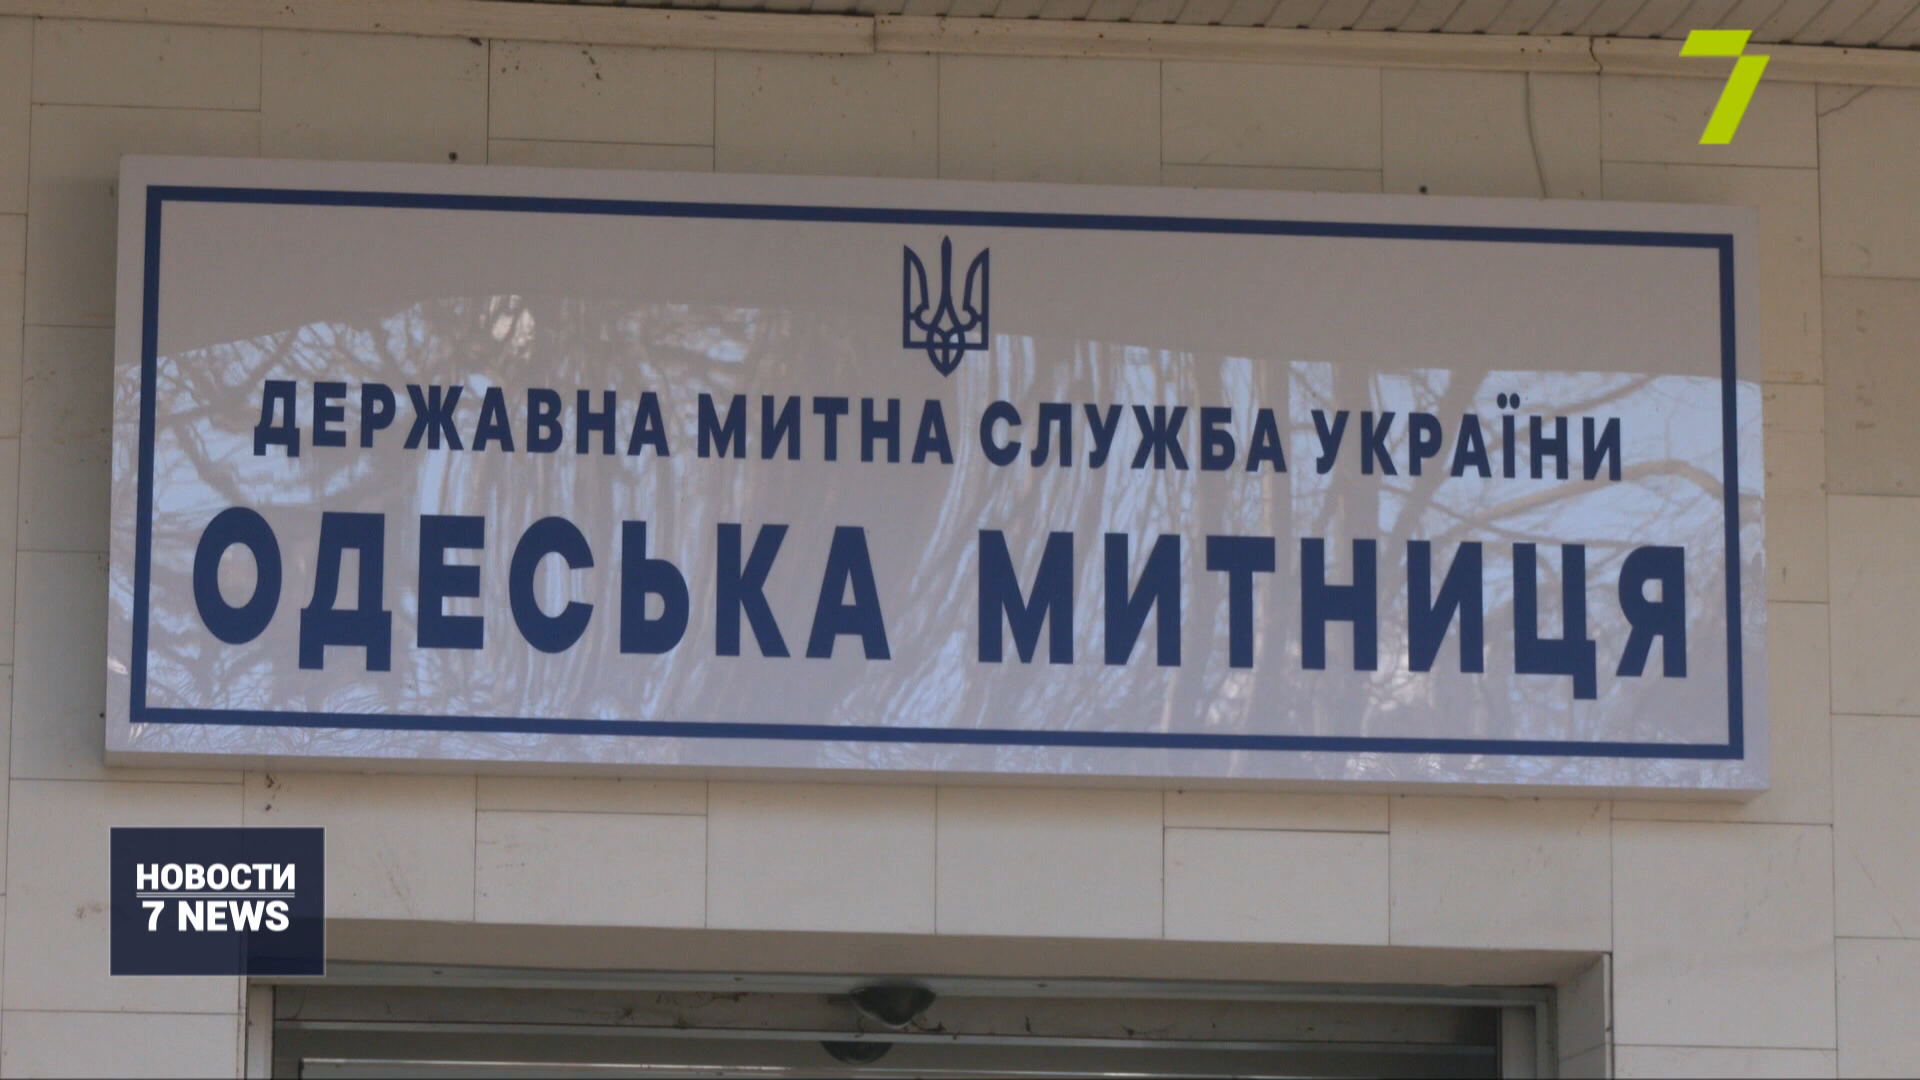 7
ДЕРЖАВНА МИТНА СЛУЖБА УКРАЇНИ
ОДЕСЬКА МИТНИЦЯ
НОВОСТИ
7 NEWS